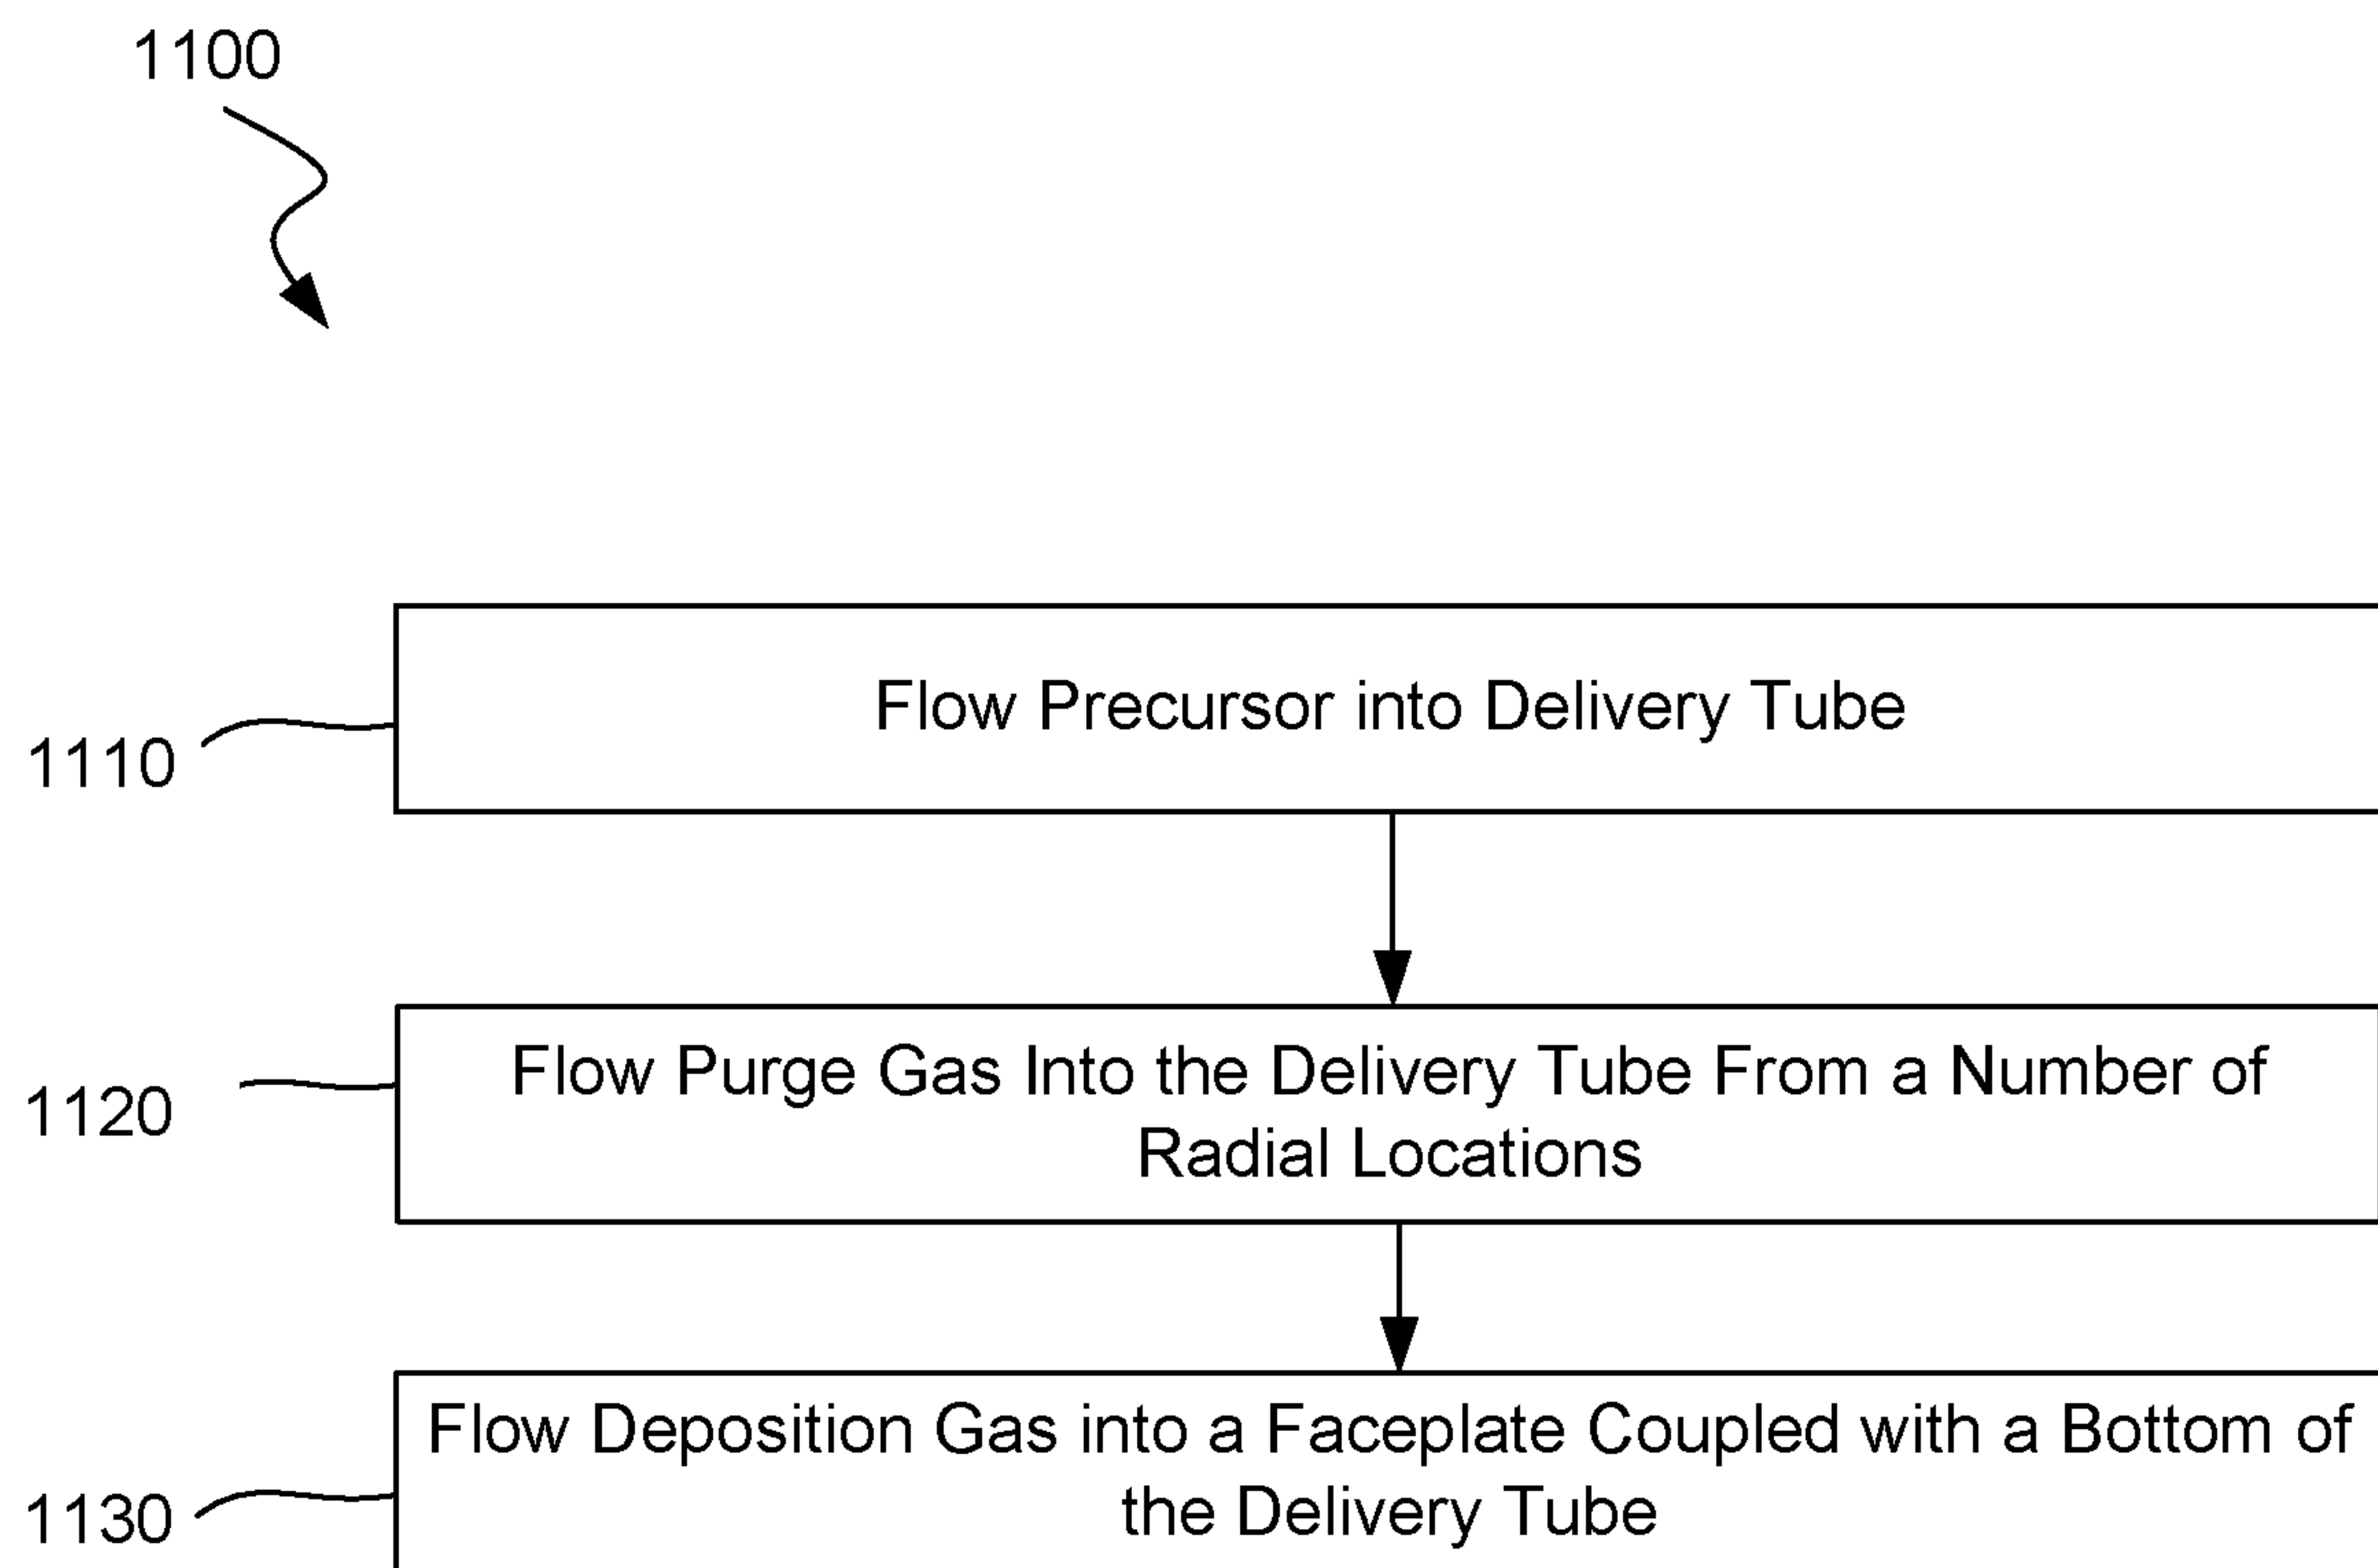 1100
1110
Flow Precursor into Delivery Tube
1120
Flow Purge Gas Into the Delivery Tube From a Number of
Radial Locations
1130
Flow Deposition Gas into a Faceplate Coupled with a Bottom of
the Delivery Tube